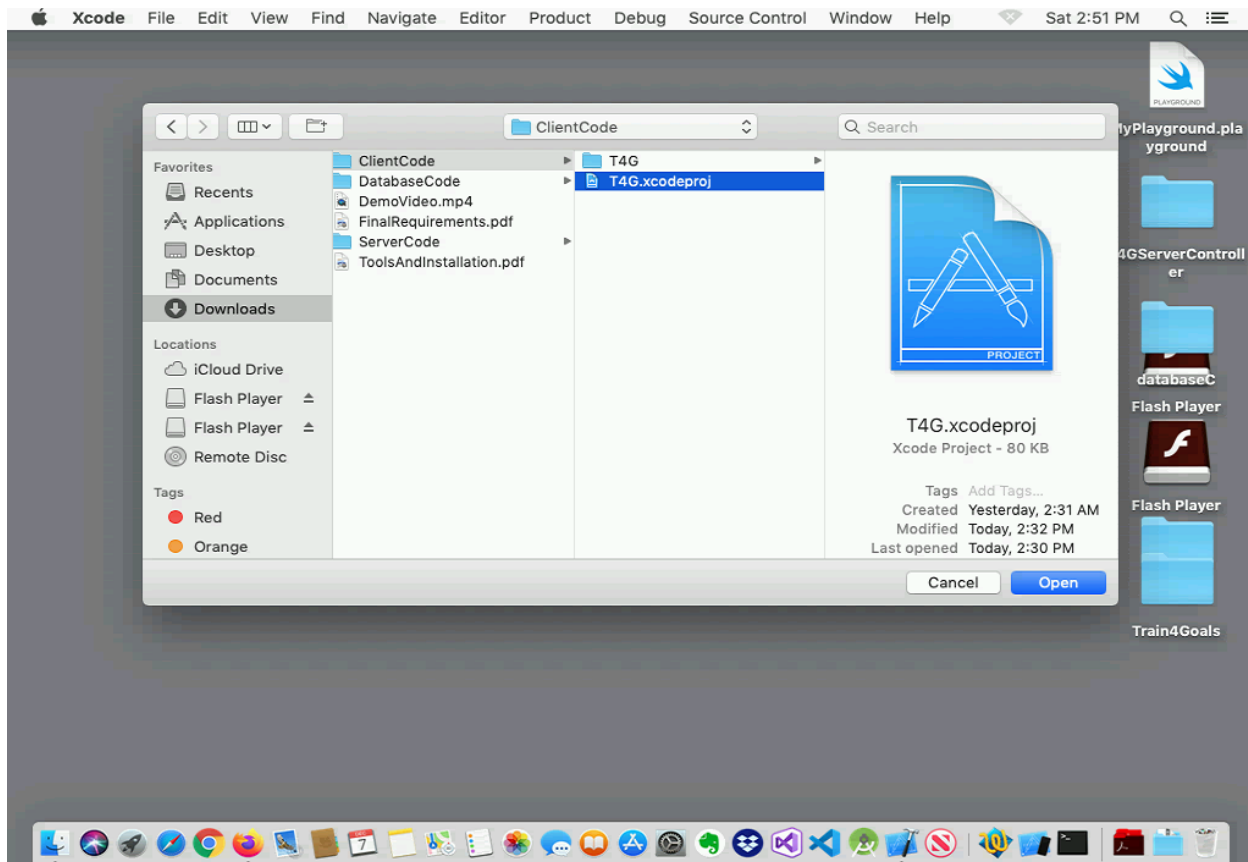 Xcode File Edit View Find Navigate Editor Product Debug Source Control Window Help Sat 2:51 PM
ClientCode
Search
Favorites
Recents
Applications
Desktop
Documents
Downloads
Locations
iCloud Drive
Flash Player
Flash Player
Remote Disc
Tags
Red
Orange
ClientCode
DatabaseCode
DemoVideo.mp4
FinalRequirements.pdf
ServerCode
ToolsAndInstallation.pdf
T4G
T4G.xcodeproj
PROJECT
T4G.xcodeproj
Xcode Project - 80 KB
Tags Add Tags...
Created Yesterday, 2:31 AM
Modified Today, 2:32 PM
Last opened Today, 2:30 PM
Cancel Open
PLAYGROUND
lyPlayground.pla
yground
4GServerControll
er
databaseC
Flash Player
Flash Player
Train4Goals
7